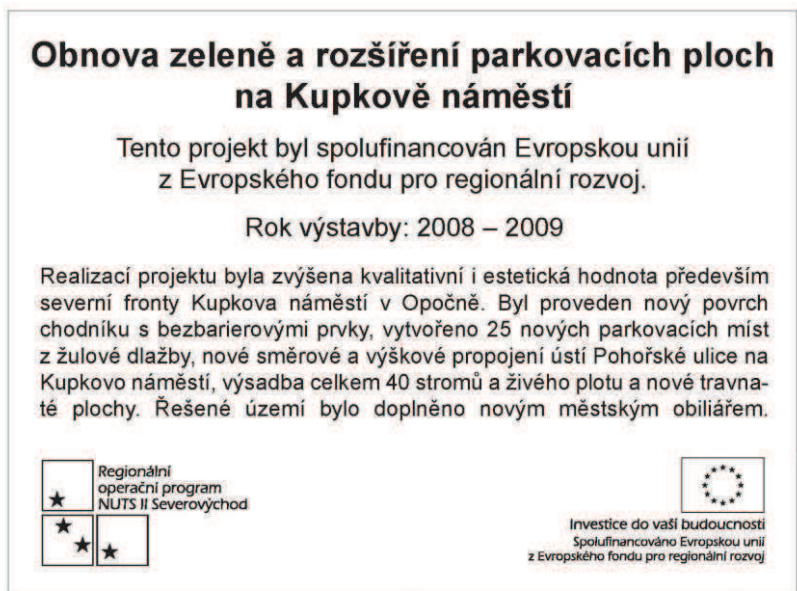 Obnova zeleně a rozšíření parkovacích ploch
na Kupkově náměstí
Tento projekt byl spolufinancován Evropskou unií
z Evropského fondu pro regionální rozvoj.
Rok výstavby: 2008 – 2009
Realizací projektu byla zvýšena kvalitativní i estetická hodnota především
severní fronty Kupkova náměstí v Opočně. Byl proveden nový povrch
chodníku s bezbarierovými prvky, vytvořeno 25 nových parkovacích míst
z žulové dlažby, nové směrové a výškové propojení ústí Pohořské ulice na
Kupkovo náměstí, výsadba celkem 40 stromů a živého plotu a nové travna-
té plochy. Řešené území bylo doplněno novým městským obiliářem.
Regionální
operační program
NUTS II Severovýchod
Investice do vaší budoucnosti
Spolufinancováno Evropskou unií
z Evropského fondu pro regionální rozvoj